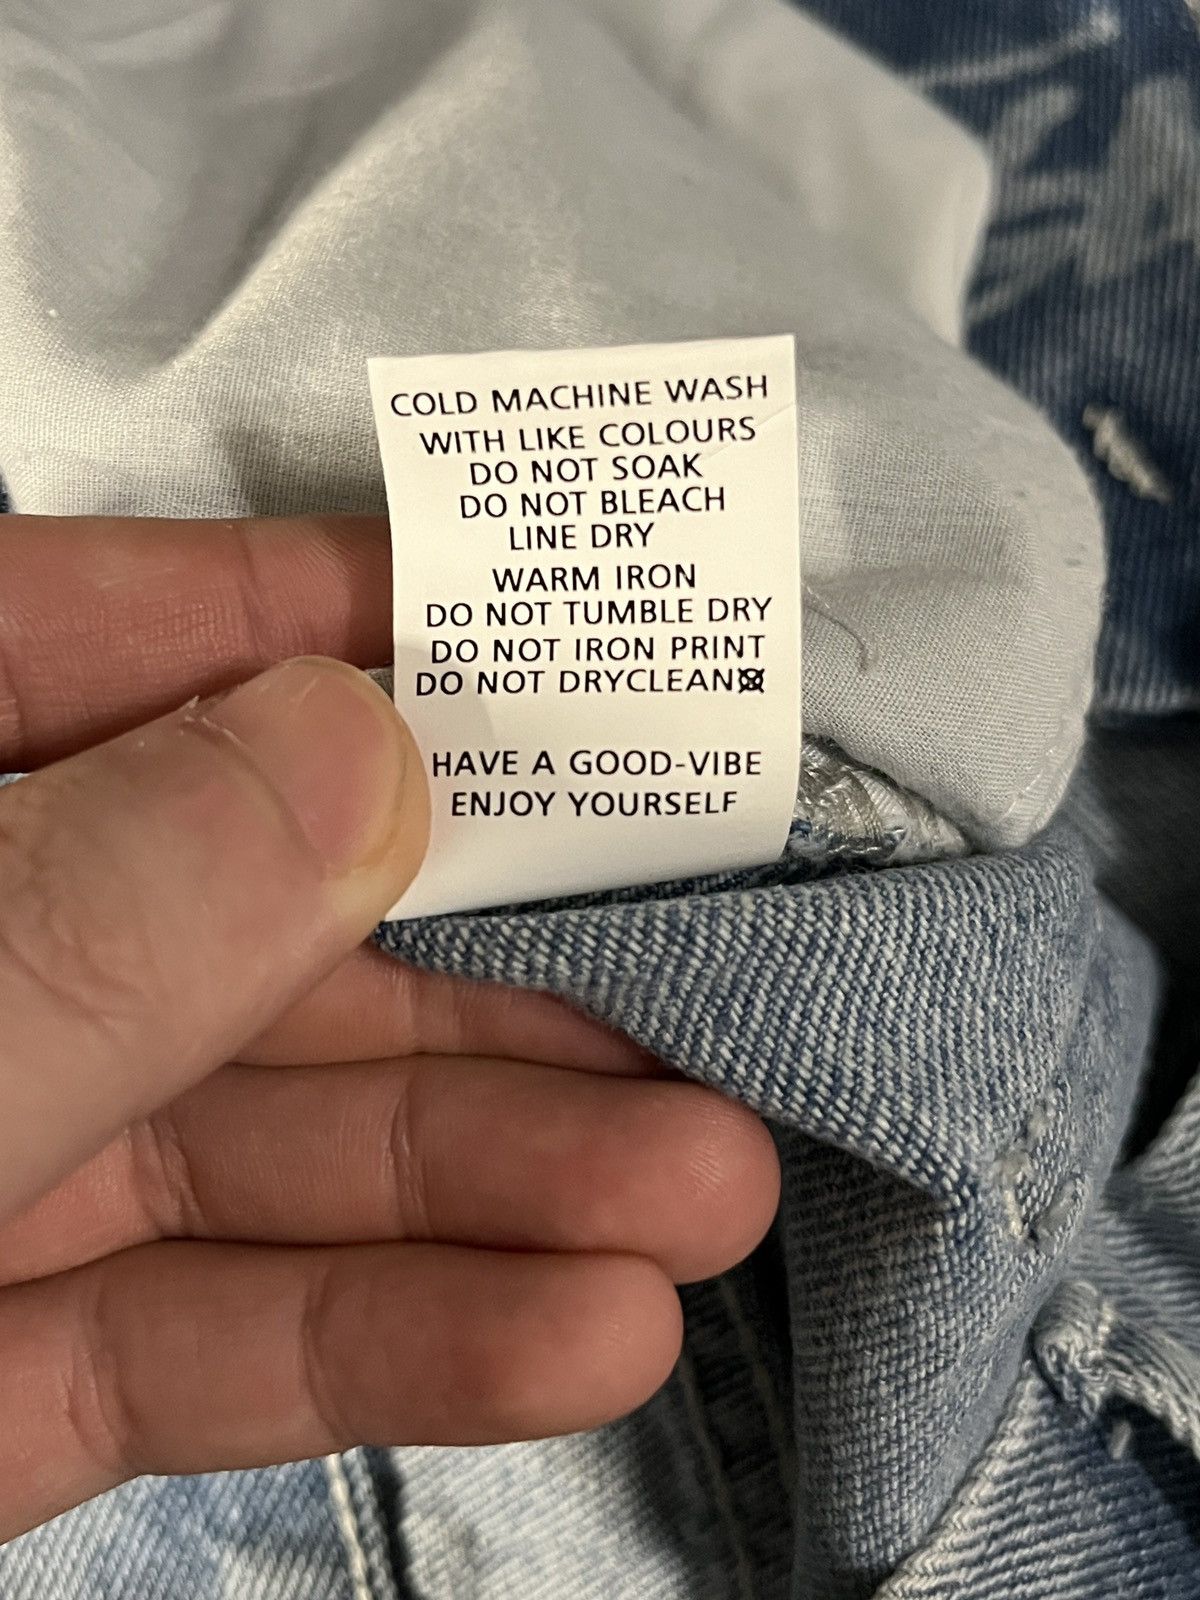 COLD MACHINE WASH
WITH LIKE COLOURS
DO NOT SOAK
DO NOT BLEACH
LINE DRY
WARM IRON
DO NOT TUMBLE DRY
DO NOT IRON PRINT
DO NOT DRYCLEAN
HAVE A GOOD-VIBE
ENJOY YOURSELF